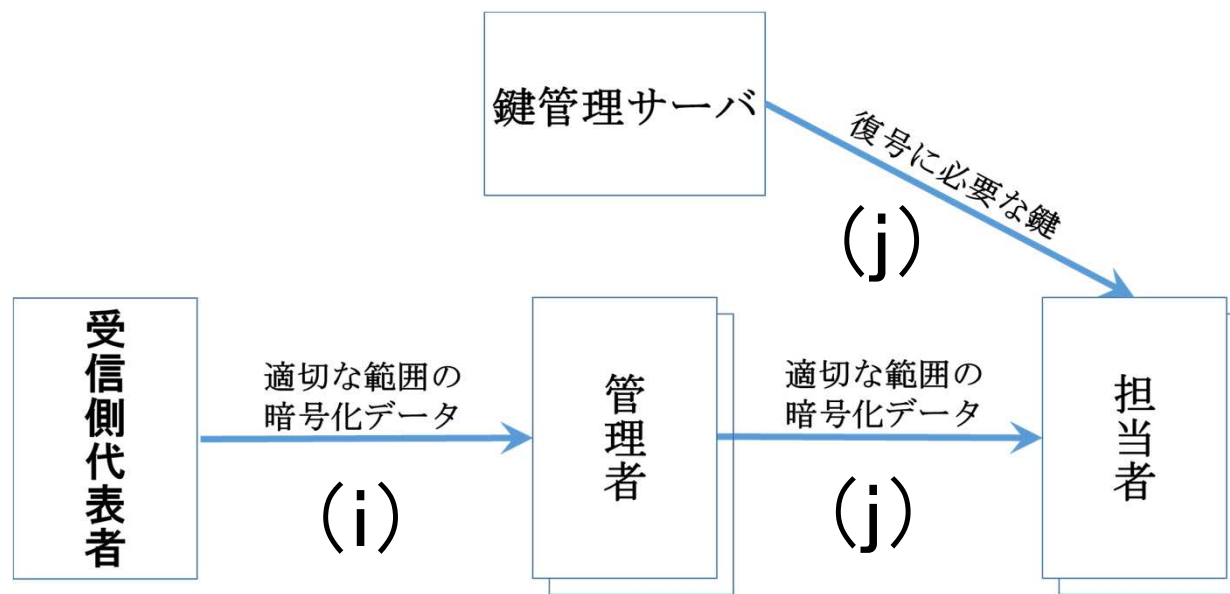 鍵管理サーバ
復号に必要な鍵
(j)
受信側代表者
適切な範囲の
暗号化データ
(i)
管理者
適切な範囲の
暗号化データ
(j)
担当者